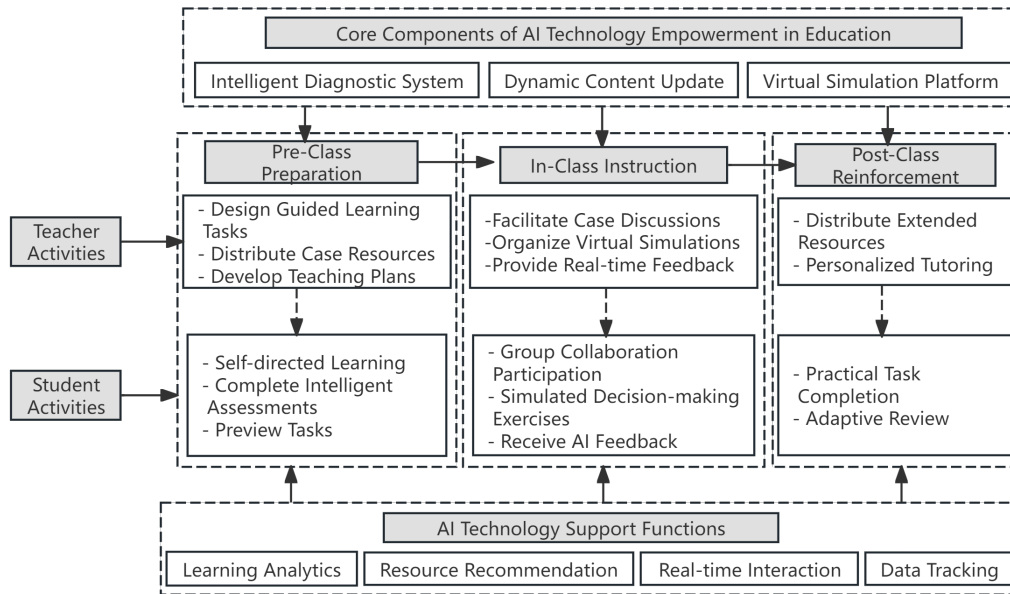 Core Components of AI Technology Empowerment in Education
Intelligent Diagnostic System
Dynamic Content Update
Virtual Simulation Platform
Pre-Class
Preparation
In-Class Instruction
Post-Class
Reinforcement
Teacher
Activities
- Design Guided Learning
Tasks
- Distribute Case Resources
- Develop Teaching Plans
-Facilitate Case Discussions
-Organize Virtual Simulations
-Provide Real-time Feedback
- Distribute Extended
Resources
- Personalized Tutoring
Student
Activities
- Self-directed Learning
- Complete Intelligent
Assessments
- Preview Tasks
- Group Collaboration
Participation
- Simulated Decision-making
Exercises
- Receive AI Feedback
- Practical Task
Completion
- Adaptive Review
AI Technology Support Functions
Learning Analytics
Resource Recommendation
Real-time Interaction
Data Tracking